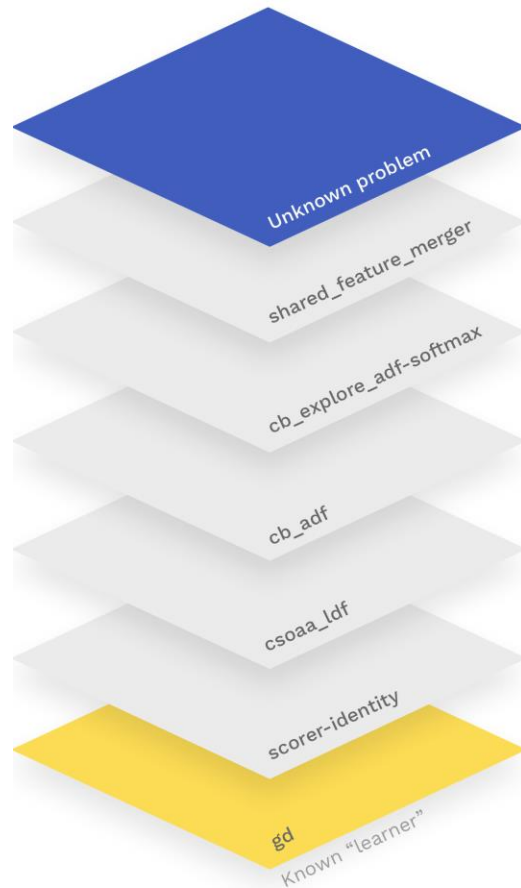 Unknown problem
shared_feature_merger
cb_explore_adf-softmax
cb_adf
csoaa_ldf
scorer-identity
gd
Known “learner”